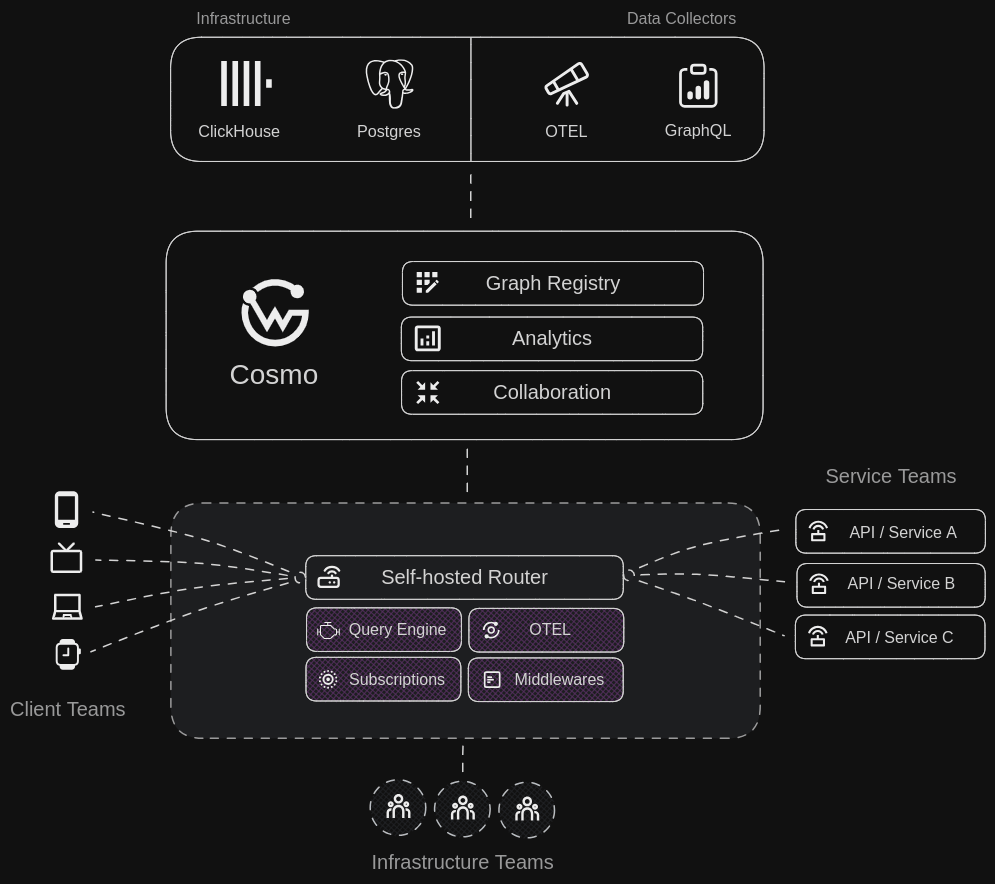 Infrastructure
Data Collectors
ClickHouse
Postgres
OTEL
GraphQL
Cosmo
Graph Registry
Analytics
Collaboration
Service Teams
API / Service A
API / Service B
API / Service C
Self-hosted Router
Query Engine
OTEL
Subscriptions
Middlewares
Client Teams
Infrastructure Teams